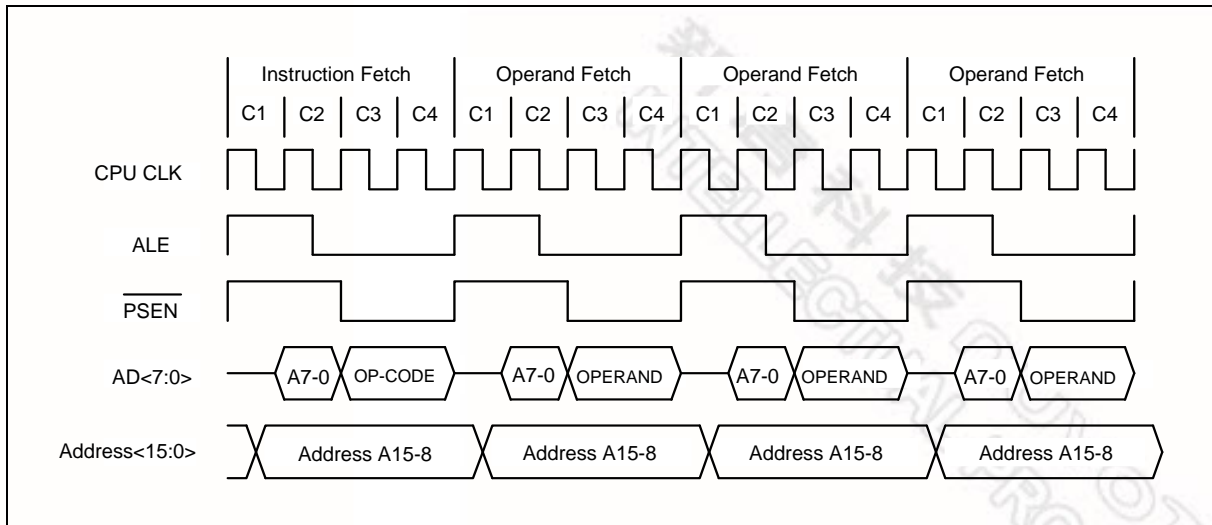 Instruction Fetch Operand Fetch Operand Fetch Operand Fetch
C1 C2 C3 C4 C1 C2 C3 C4 C1 C2 C3 C4 C1 C2 C3 C4
CPU CLK
ALE
PSEN
AD<7:0> A7-0 OP-CODE A7-0 OPERAND A7-0 OPERAND A7-0 OPERAND
Address<15:0> Address A15-8 Address A15-8 Address A15-8 Address A15-8
科技
INTELLECTUAL